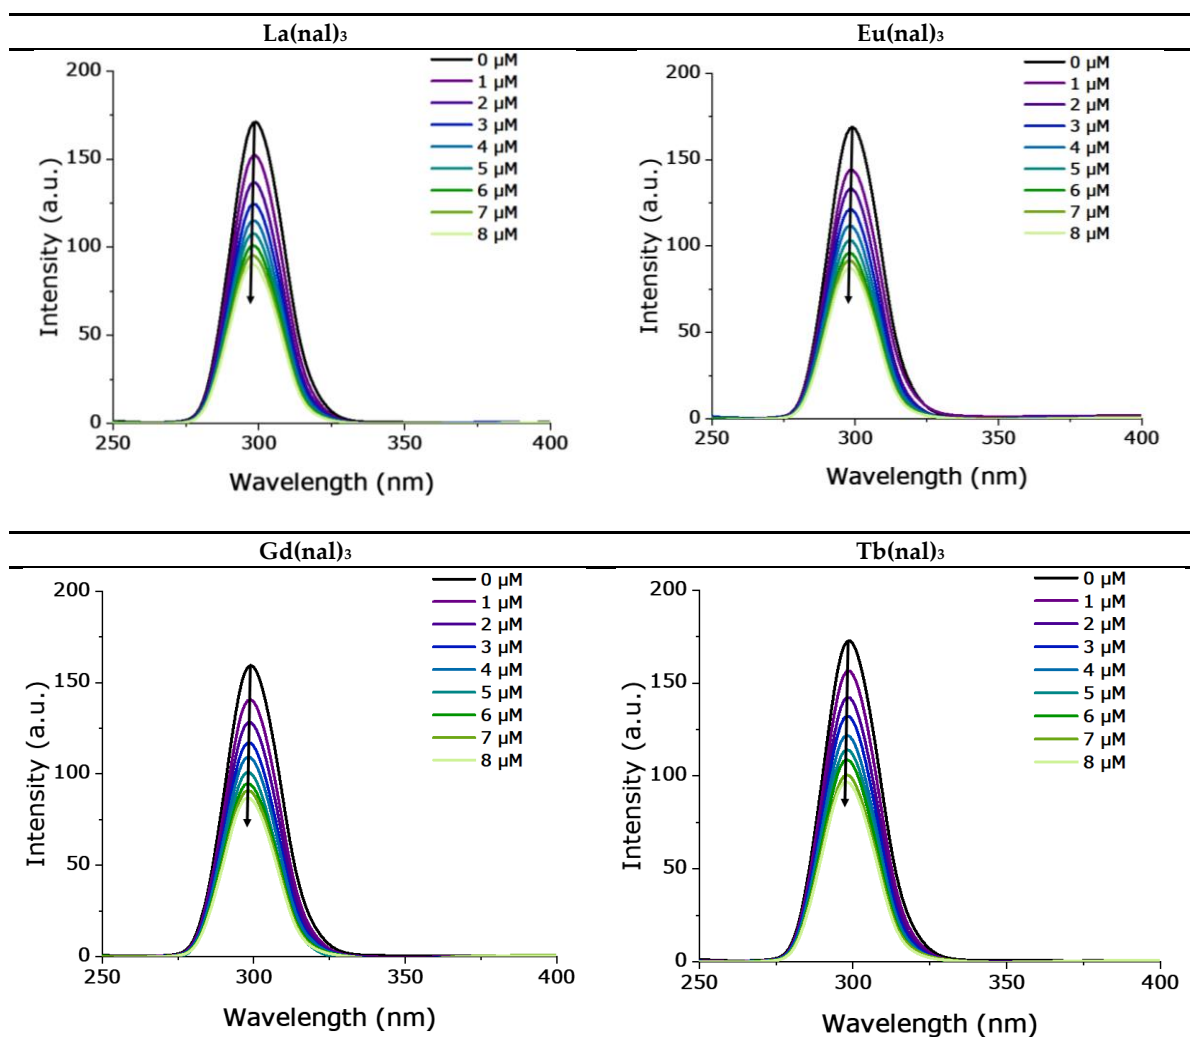 La(nal)₃
Eu(nal)₃
200
150
100
50
0
250
300
350
400
Intensity (a.u.)
Wavelength (nm)
0 μM
1 μM
2 μM
3 μM
4 μM
5 μM
6 μM
7 μM
8 μM
200
150
100
50
0
250
300
350
400
Intensity (a.u.)
Wavelength (nm)
0 μM
1 μM
2 μM
3 μM
4 μM
5 μM
6 μM
7 μM
8 μM
Gd(nal)₃
Tb(nal)₃
200
150
100
50
0
250
300
350
400
Intensity (a.u.)
Wavelength (nm)
0 μM
1 μM
2 μM
3 μM
4 μM
5 μM
6 μM
7 μM
8 μM
200
150
100
50
0
250
300
350
400
Intensity (a.u.)
Wavelength (nm)
0 μM
1 μM
2 μM
3 μM
4 μM
5 μM
6 μM
7 μM
8 μM